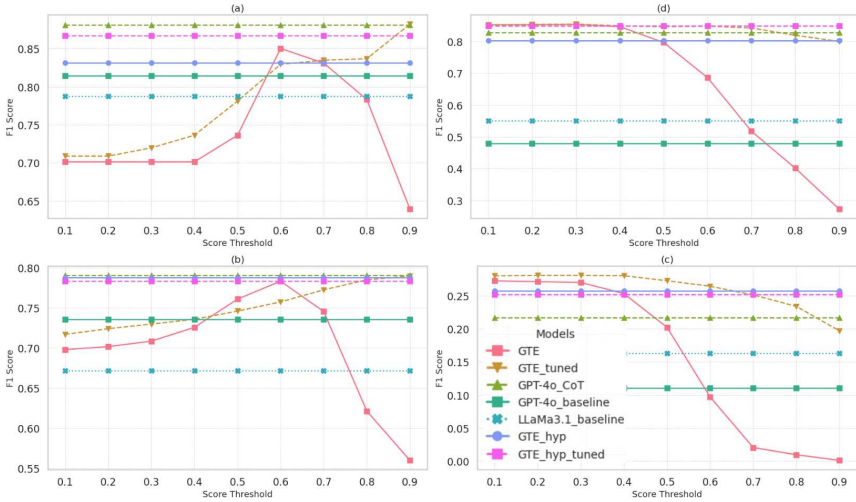 (a)
F1 Score
0.85
0.80
0.75
0.70
0.65
0.1 0.2 0.3 0.4 0.5 0.6 0.7 0.8 0.9
Score Threshold
(d)
F1 Score
0.8
0.7
0.6
0.5
0.4
0.3
0.1 0.2 0.3 0.4 0.5 0.6 0.7 0.8 0.9
Score Threshold
(b)
F1 Score
0.80
0.75
0.70
0.65
0.60
0.55
0.1 0.2 0.3 0.4 0.5 0.6 0.7 0.8 0.9
Score Threshold
(c)
F1 Score
0.25
0.20
0.15
0.10
0.05
0.00
Models
GTE
GTE_tuned
GPT-4o_CoT
GPT-4o_baseline
LLaMa3.1_baseline
GTE_hyp
GTE_hyp_tuned
0.1 0.2 0.3 0.4 0.5 0.6 0.7 0.8 0.9
Score Threshold